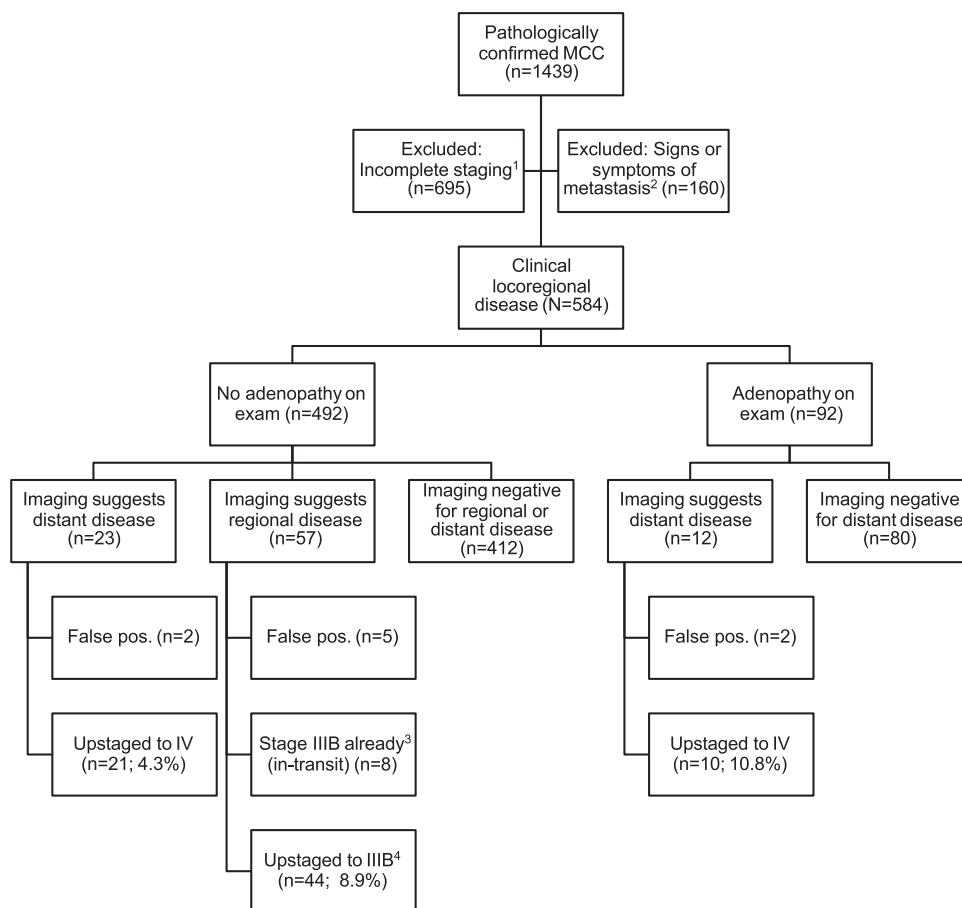 Pathologically
confirmed MCC
(n=1439)
Excluded:
Incomplete staging¹
(n=695)
Excluded: Signs or
symptoms of
metastasis² (n=160)
Clinical
locoregional
disease (N=584)
No adenopathy on
exam (n=492)
Adenopathy on
exam (n=92)
Imaging suggests
distant disease
(n=23)
Imaging suggests
regional disease
(n=57)
Imaging negative
for regional or
distant disease
(n=412)
Imaging suggests
distant disease
(n=12)
Imaging negative
for distant disease
(n=80)
False pos. (n=2)
False pos. (n=5)
False pos. (n=2)
Upstaged to IV
(n=21; 4.3%)
Stage IIIB already³
(in-transit) (n=8)
Upstaged to IV
(n=10; 10.8%)
Upstaged to IIIB⁴
(n=44; 8.9%)